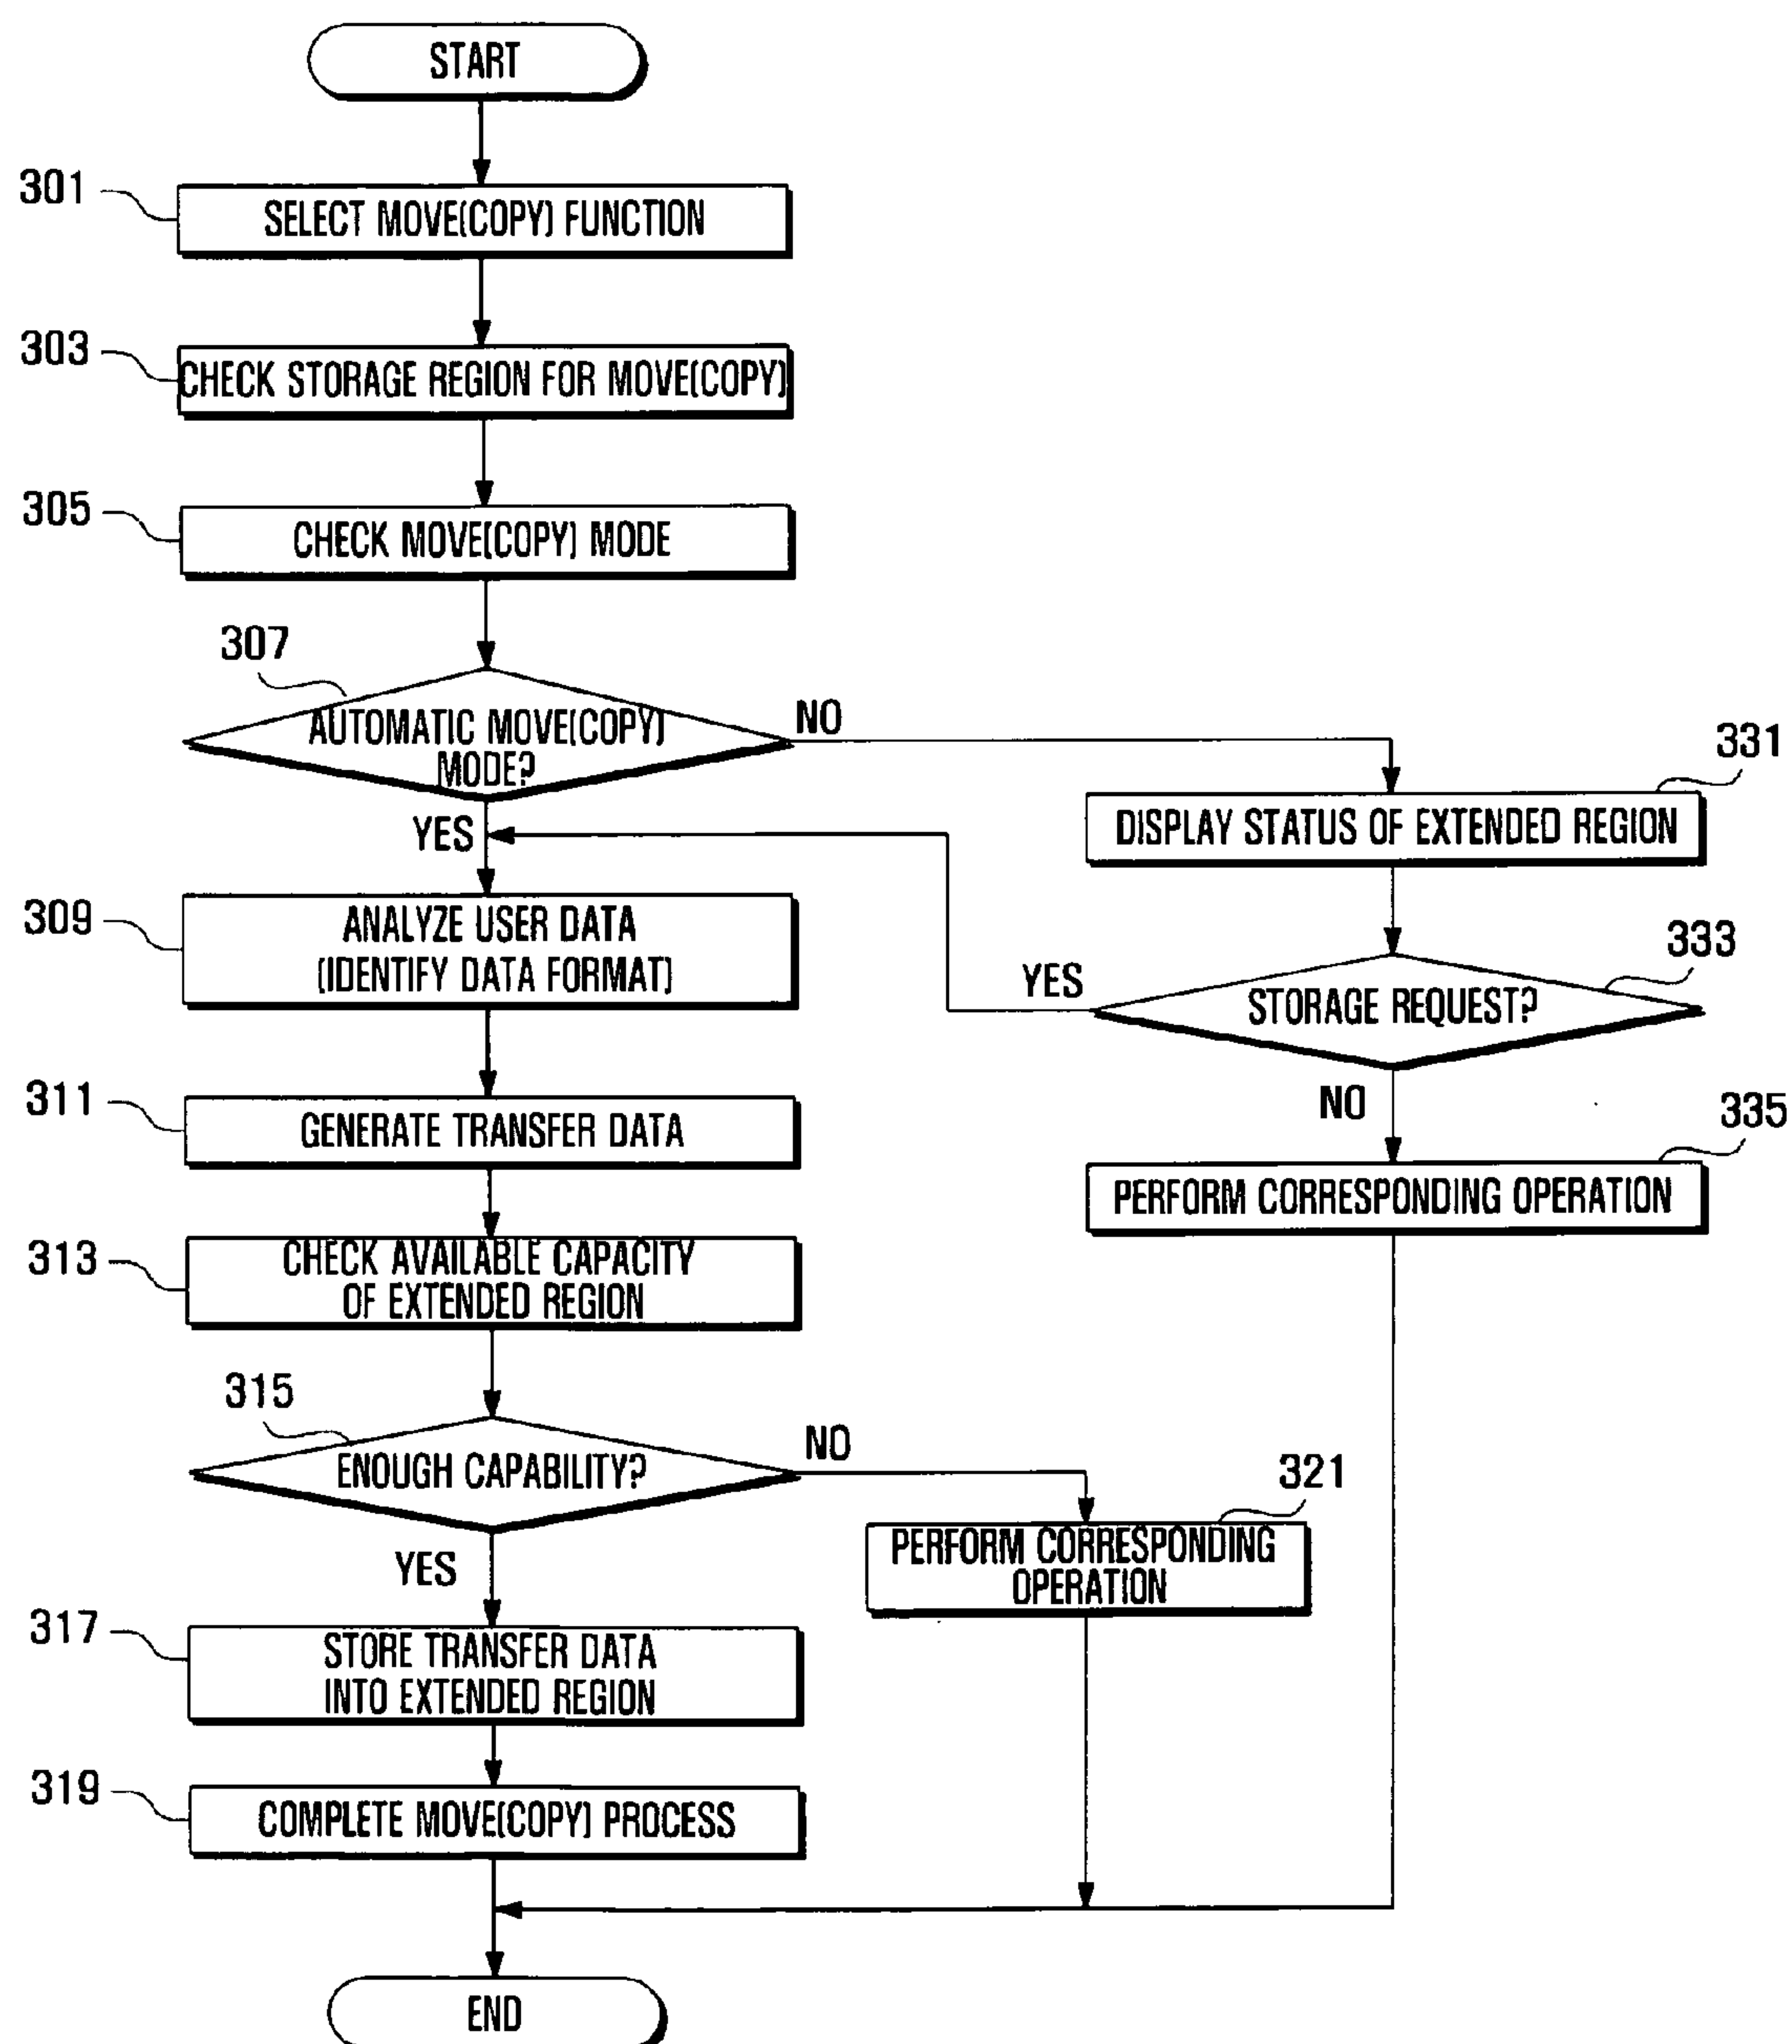 START
301
SELECT MOVE(COPY) FUNCTION
303
CHECK STORAGE REGION FOR MOVE(COPY)
305
CHECK MOVE(COPY) MODE
307
AUTOMATIC MOVE(COPY)
MODE?
NO
YES
331
DISPLAY STATUS OF EXTENDED REGION
309
ANALYZE USER DATA
(IDENTIFY DATA FORMAT)
333
STORAGE REQUEST?
YES
NO
311
GENERATE TRANSFER DATA
335
PERFORM CORRESPONDING OPERATION
313
CHECK AVAILABLE CAPACITY
OF EXTENDED REGION
315
ENOUGH CAPABILITY?
NO
YES
321
PERFORM CORRESPONDING
OPERATION
317
STORE TRANSFER DATA
INTO EXTENDED REGION
319
COMPLETE MOVE(COPY) PROCESS
END